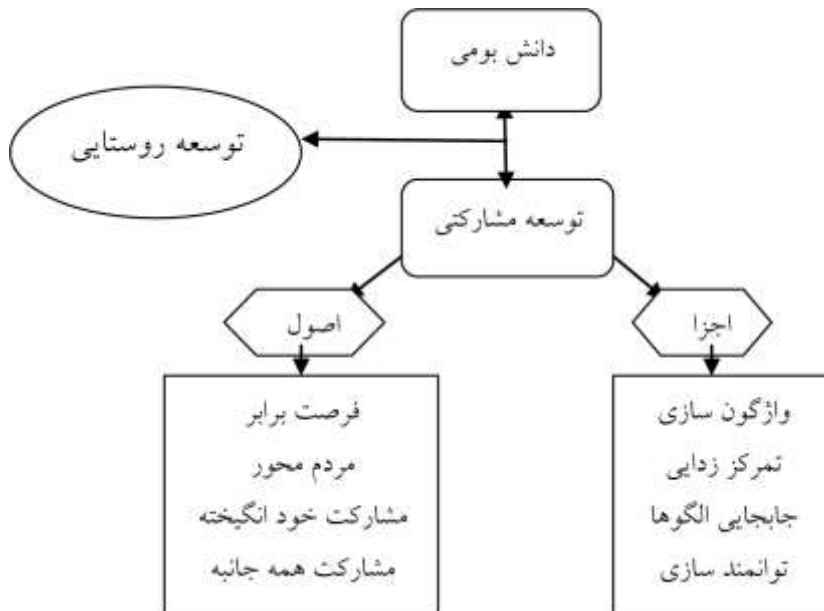 دانش بومی
توسعه روستایی
توسعه مشارکتی
اجزا
اصول
واژگون سازی
تمرکز زدایی
جابجایی الگوها
توانمند سازی
فرصت برابر
مردم محور
مشارکت خود انگیخته
مشارکت همه جانبه